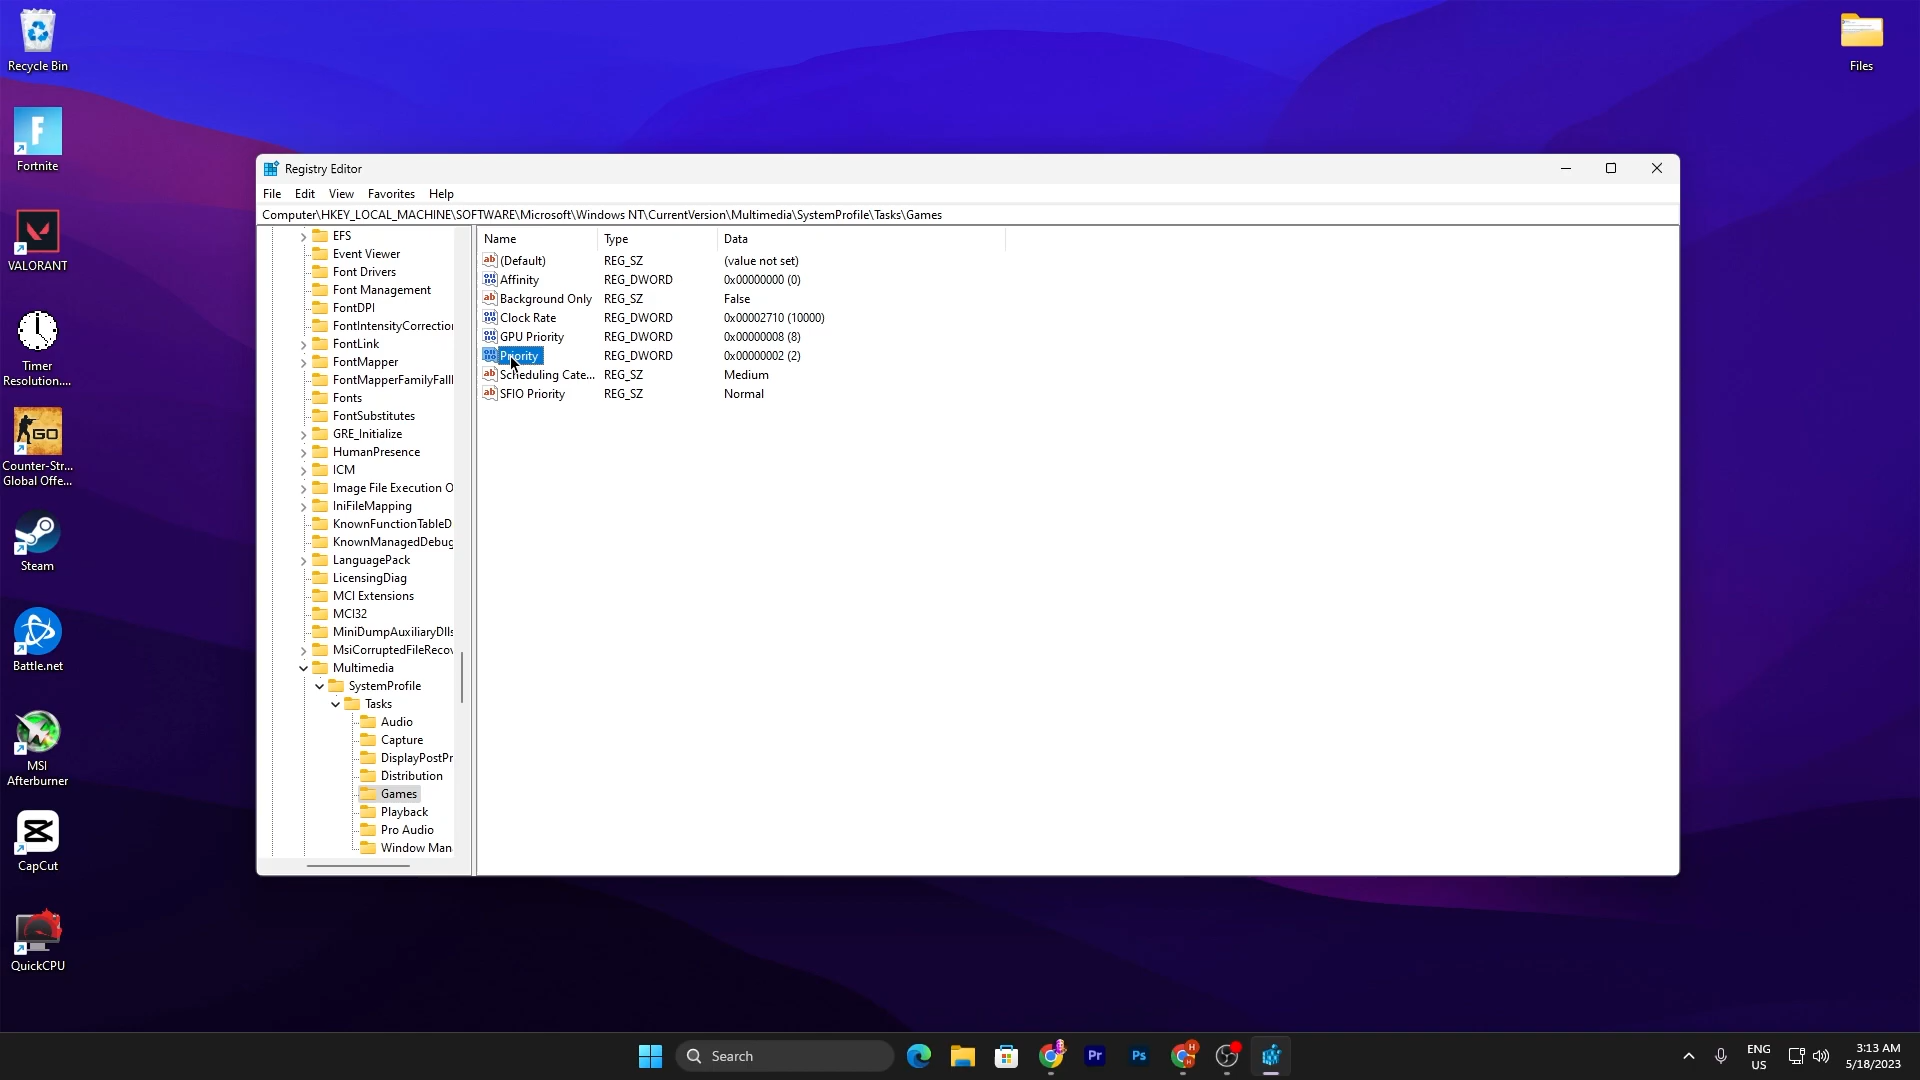 Recycle Bin
Fortnite
VALORANT
Timer
Resolution....
GO
Counter-Str...
Global Offe...
Steam
Battle.net
MSI
Afterburner
CapCut
QuickCPU
Files
Registry Editor
File Edit View Favorites Help
Computer\HKEY_LOCAL_MACHINE\SOFTWARE\Microsoft\Windows NT\CurrentVersion\Multimedia\SystemProfile\Tasks\Games
EFS
Event Viewer
Font Drivers
Font Management
FontDPI
FontIntensityCorrection
FontLink
FontMapper
FontMapperFamilyFallb
Fonts
FontSubstitutes
GRE_Initialize
HumanPresence
ICM
Image File Execution O
IniFileMapping
KnownFunctionTableD
KnownManagedDebug
LanguagePack
LicensingDiag
MCI Extensions
MCI32
MiniDumpAuxiliaryDlls
MsiCorruptedFileRecov
Multimedia
SystemProfile
Tasks
Audio
Capture
DisplayPostPr
Distribution
Games
Playback
Pro Audio
Window Man
Name Type Data
(Default) REG_SZ (value not set)
Affinity REG_DWORD 0x00000000 (0)
Background Only REG_SZ False
Clock Rate REG_DWORD 0x00002710 (10000)
GPU Priority REG_DWORD 0x00000008 (8)
Priority REG_DWORD 0x00000002 (2)
Scheduling Cate... REG_SZ Medium
SFIO Priority REG_SZ Normal
Search
Pr
Ps
H
ENG
US
3:13 AM
5/18/2023